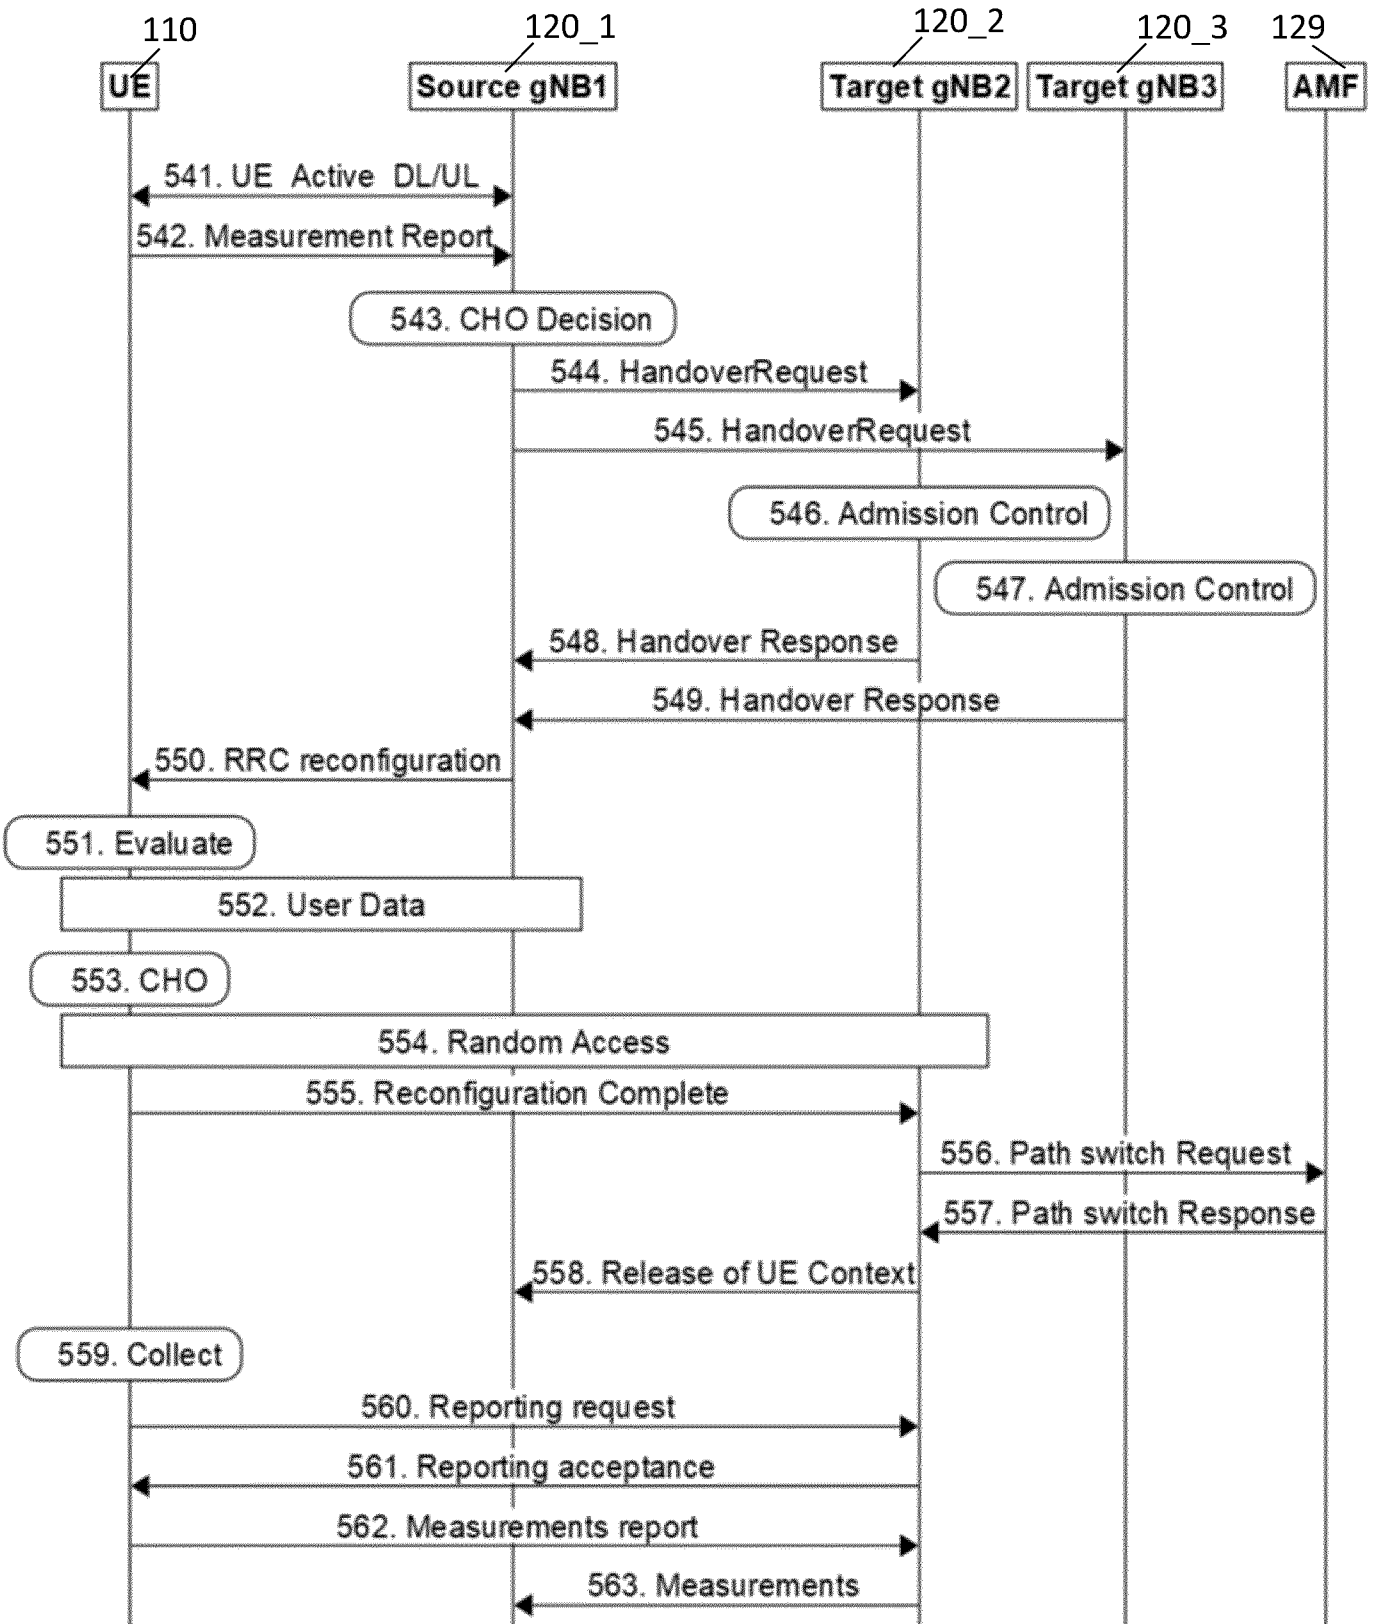 110
120_1
120_2
120_3
129
UE
Source gNB1
Target gNB2
Target gNB3
AMF
541. UE Active DL/UL
542. Measurement Report
543. CHO Decision
544. HandoverRequest
545. HandoverRequest
546. Admission Control
547. Admission Control
548. Handover Response
549. Handover Response
550. RRC reconfiguration
551. Evaluate
552. User Data
553. CHO
554. Random Access
555. Reconfiguration Complete
556. Path switch Request
557. Path switch Response
558. Release of UE Context
559. Collect
560. Reporting request
561. Reporting acceptance
562. Measurements report
563. Measurements